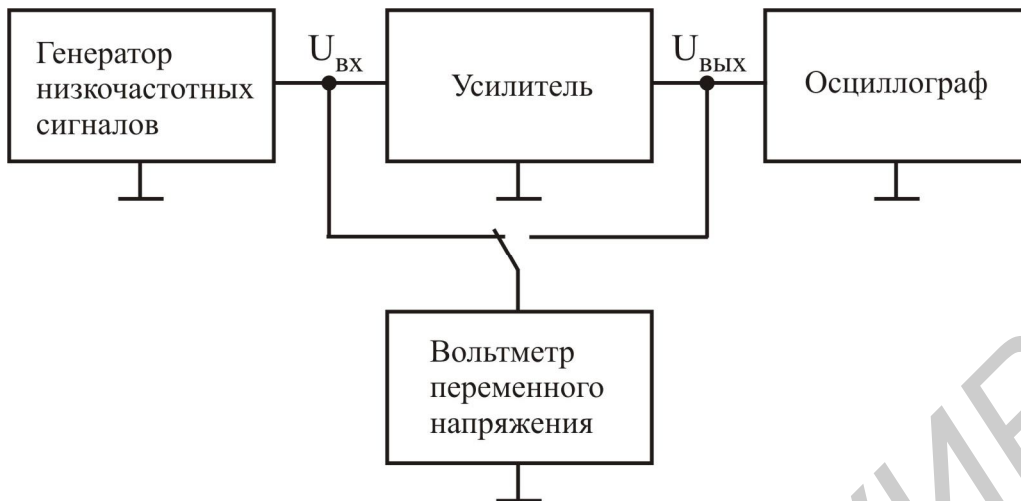 Генератор
низкочастотных
сигналов
Uвх
Усилитель
Uвых
Осциллограф
Вольтметр
переменного
напряжения